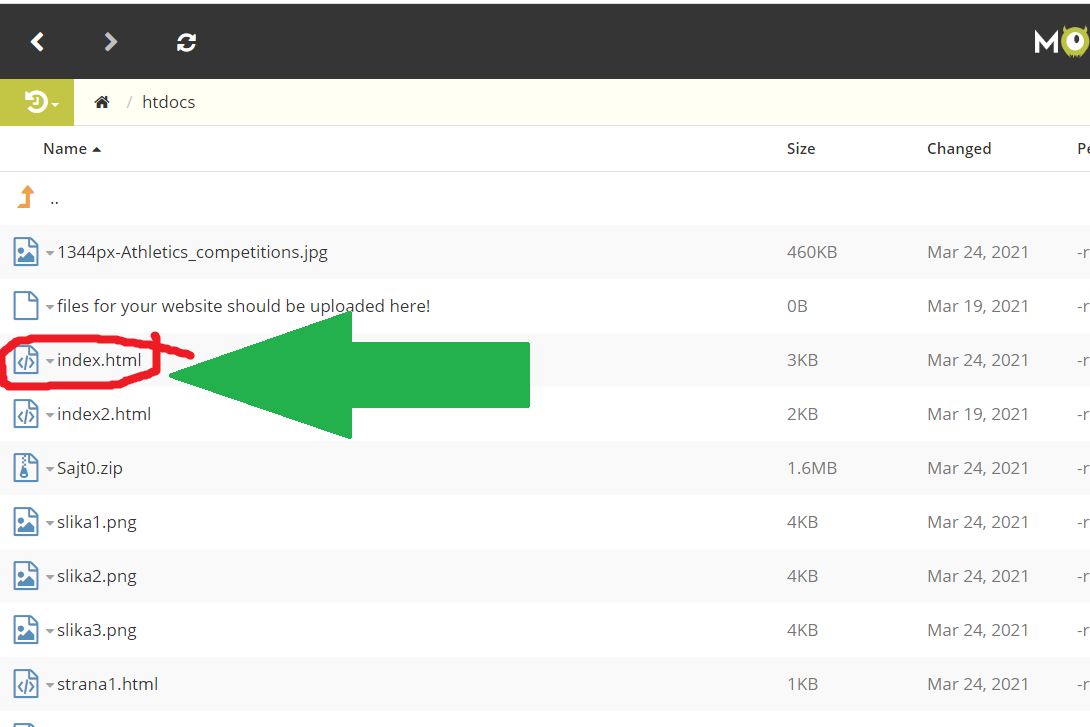 MO
htdocs
Name Size Changed Pe
..
1344px-Athletics_competitions.jpg 460KB Mar 24, 2021 -r
files for your website should be uploaded here! 0B Mar 19, 2021 -r
index.html 3KB Mar 24, 2021 -r
index2.html 2KB Mar 19, 2021 -r
Sajt0.zip 1.6MB Mar 24, 2021 -r
slika1.png 4KB Mar 24, 2021 -r
slika2.png 4KB Mar 24, 2021 -r
slika3.png 4KB Mar 24, 2021 -r
strana1.html 1KB Mar 24, 2021 -r